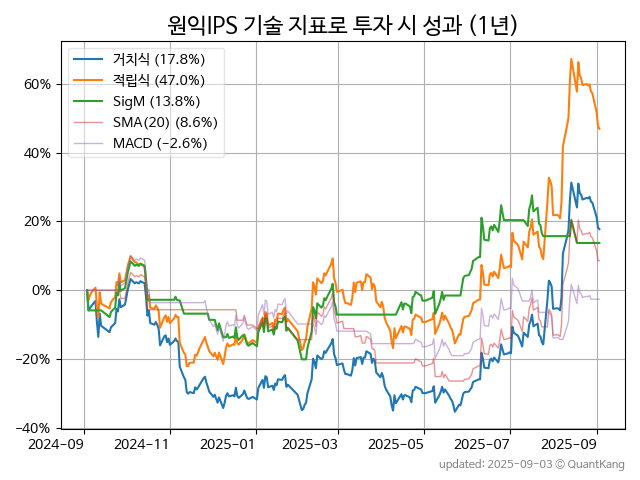 원익IPS 기술 지표로 투자 시 성과 (1년)
거치식 (17.8%)
적립식 (47.0%)
SigM (13.8%)
SMA(20) (8.6%)
MACD (−2.6%)
60%
40%
20%
0%
−20%
−40%
2024−09
2024−11
2025−01
2025−03
2025−05
2025−07
2025−09
updated: 2025-09-03 © QuantKang